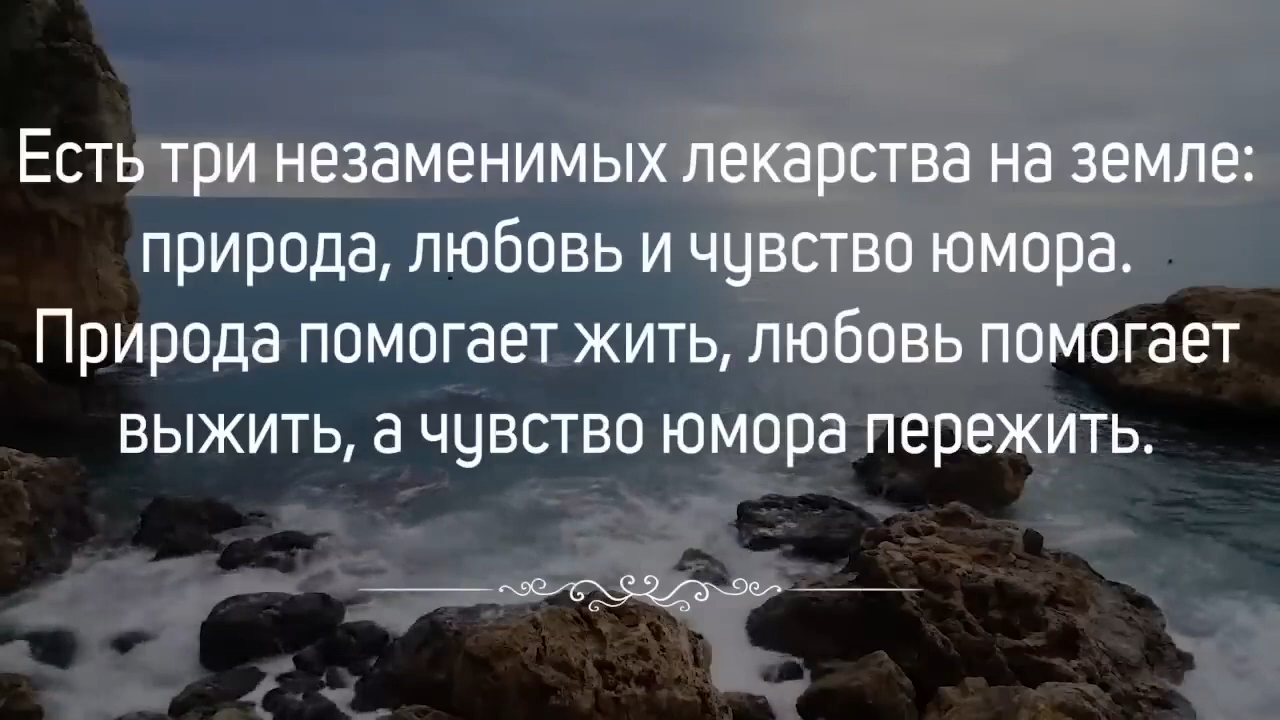 Есть три незаменимых лекарства на земле:
природа, любовь и чувство юмора.
Природа помогает жить, любовь помогает
выжить, а чувство юмора пережить.